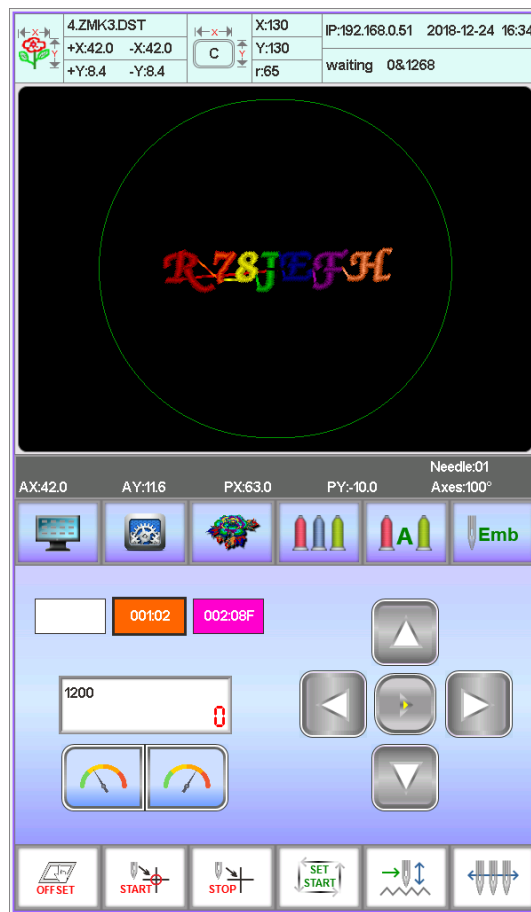 4.ZMK3.DST
+X:42.0 -X:42.0
+Y:8.4 -Y:8.4
X
Y
X
Y
C
X:130
Y:130
r:65
IP:192.168.0.51 2018-12-24 16:34
waiting 0&1268
RZ8JEFH
Needle:01
AX:42.0 AY:11.6 PX:63.0 PY:-10.0 Axes:100°
A
Emb
001:02 002:08F
1200
0
OFFSET
START
STOP
SET
START